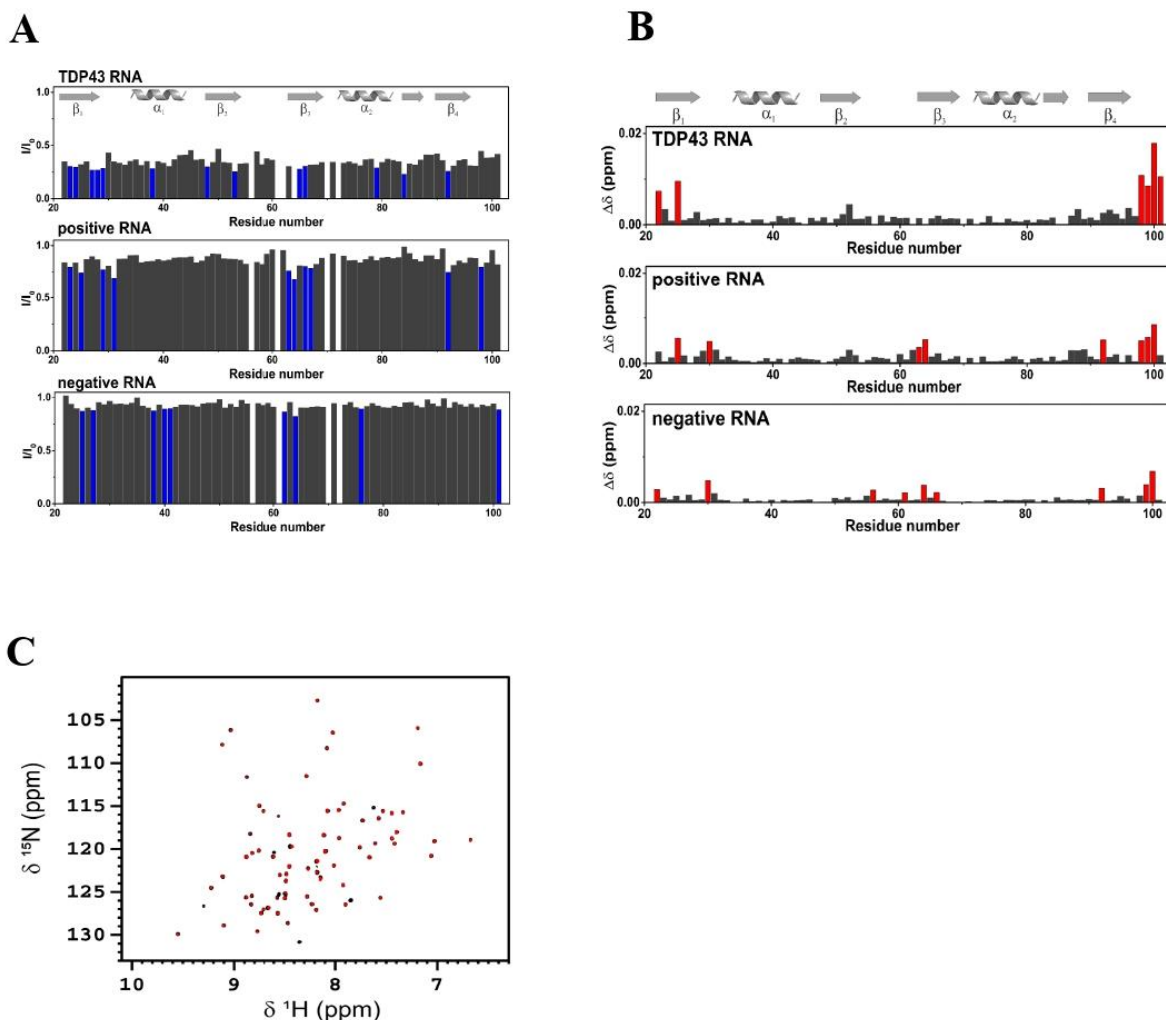 A
TDP43 RNA
β1 α1 β2 β3 α2 β4
1.0
I/I0
0.5
0.0
20 40 60 80 100
Residue number
positive RNA
1.0
I/I0
0.5
0.0
20 40 60 80 100
Residue number
negative RNA
1.0
I/I0
0.5
0.0
20 40 60 80 100
Residue number
B
β1 α1 β2 β3 α2 β4
0.02
TDP43 RNA
Δδ (ppm)
0.00
20 40 60 80 100
Residue number
0.02
positive RNA
Δδ (ppm)
0.00
20 40 60 80 100
Residue number
0.02
negative RNA
Δδ (ppm)
0.00
20 40 60 80 100
Residue number
C
105
110
115
120
125
130
δ 15N (ppm)
10 9 8 7
δ 1H (ppm)